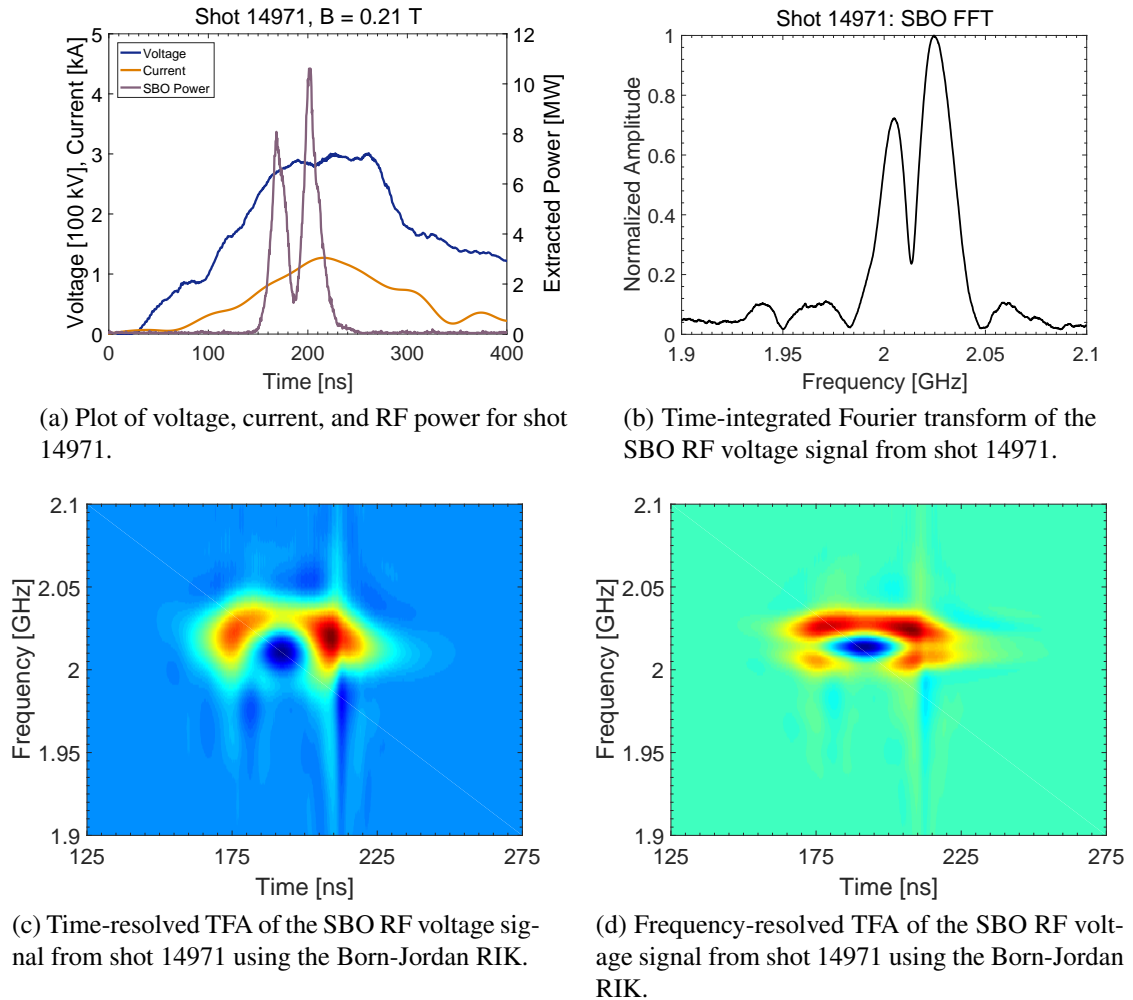 Shot 14971, B = 0.21 T
Voltage [100 kV], Current [kA]
5
4
3
2
1
0
Voltage
Current
SBO Power
12
10
8
6
4
2
0
Extracted Power [MW]
0 100 200 300 400
Time [ns]
(a) Plot of voltage, current, and RF power for shot
14971.
Shot 14971: SBO FFT
Normalized Amplitude
1
0.8
0.6
0.4
0.2
0
1.9 1.95 2 2.05 2.1
Frequency [GHz]
(b) Time-integrated Fourier transform of the
SBO RF voltage signal from shot 14971.
Frequency [GHz]
2.1
2.05
2
1.95
1.9
125 175 225 275
Time [ns]
(c) Time-resolved TFA of the SBO RF voltage sig-
nal from shot 14971 using the Born-Jordan RIK.
Frequency [GHz]
2.1
2.05
2
1.95
1.9
125 175 225 275
Time [ns]
(d) Frequency-resolved TFA of the SBO RF volt-
age signal from shot 14971 using the Born-Jordan
RIK.